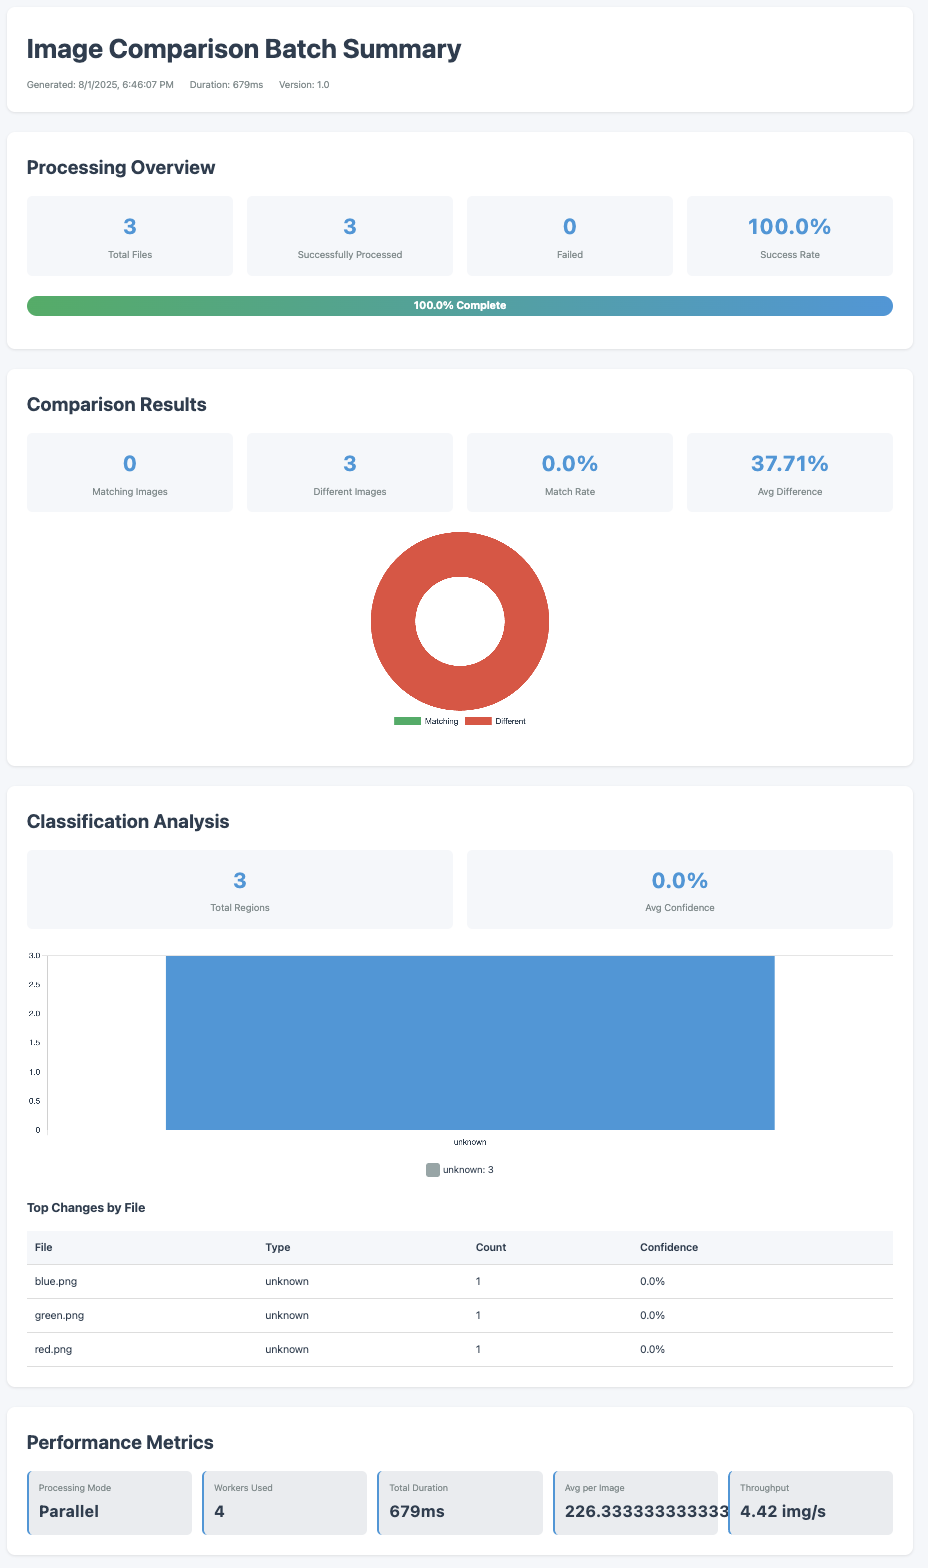 Image Comparison Batch Summary
Generated: 8/1/2025, 6:46:07 PM Duration: 679ms Version: 1.0
Processing Overview
3 3 0 100.0%
Total Files Successfully Processed Failed Success Rate
100.0% Complete
Comparison Results
0 3 0.0% 37.71%
Matching Images Different Images Match Rate Avg Difference
Matching Different
Classification Analysis
3 0.0%
Total Regions Avg Confidence
3.0
2.5
2.0
1.5
1.0
0.5
0
unknown
unknown: 3
Top Changes by File
File Type Count Confidence
blue.png unknown 1 0.0%
green.png unknown 1 0.0%
red.png unknown 1 0.0%
Performance Metrics
Processing Mode Workers Used Total Duration Avg per Image Throughput
Parallel 4 679ms 226.333333333333 4.42 img/s